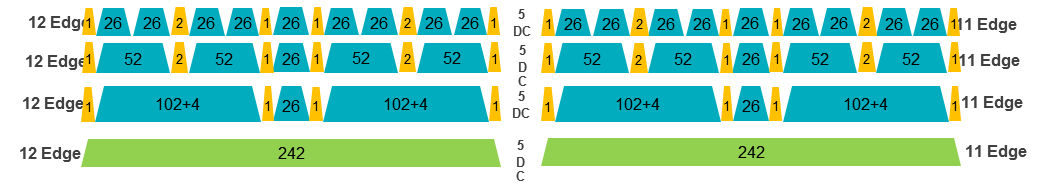 12 Edge 1 26 26 2 26 26 1 26 1 26 26 2 26 26 1 5 DC 1 26 26 2 26 26 1 26 1 26 26 2 26 26 1 11 Edge
12 Edge 1 52 2 52 1 26 1 52 2 52 1 5 D C 1 52 2 52 1 26 1 52 2 52 1 11 Edge
12 Edge 1 102+4 1 26 1 102+4 1 5 DC 1 102+4 1 26 1 102+4 1 11 Edge
12 Edge 242 5 D C 242 11 Edge